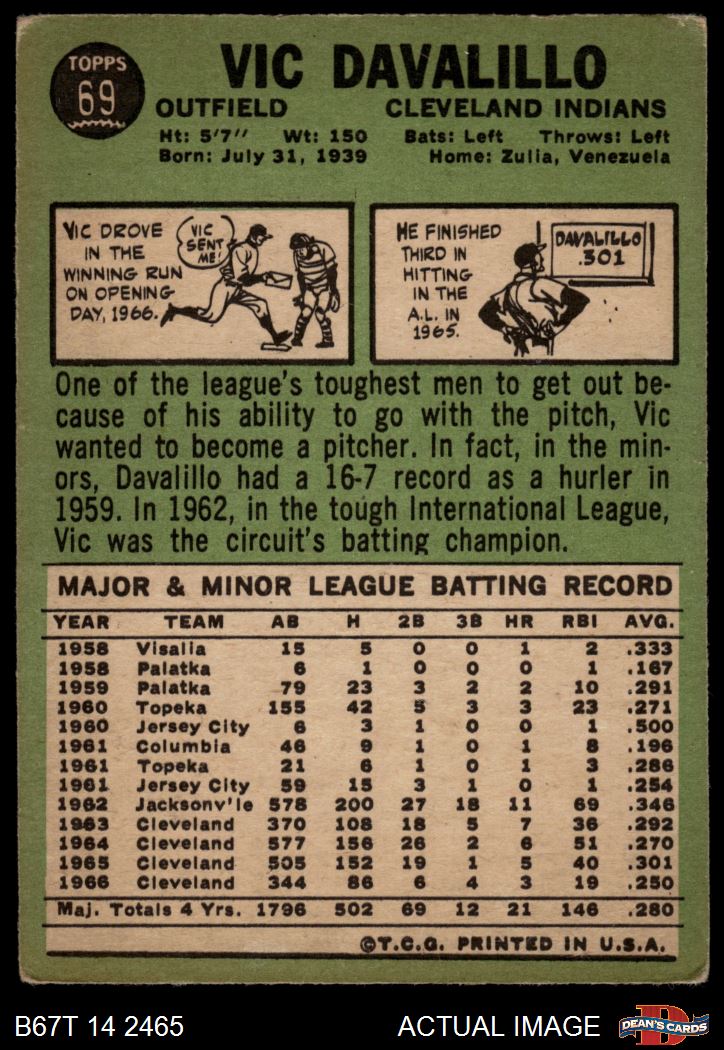 TOPPS
69
VIC DAVALILLO
OUTFIELD CLEVELAND INDIANS
Ht: 5'7" Wt: 150 Bats: Left Throws: Left
Born: July 31, 1939 Home: Zulia, Venezuela
VIC DROVE
IN THE
WINNING RUN
ON OPENING
DAY, 1966.
VIC
SENT
ME!
HE FINISHED
THIRD IN
HITTING
IN THE
A.L. IN
1965.
DAVALILLO
.301
One of the league's toughest men to get out be-
cause of his ability to go with the pitch, Vic
wanted to become a pitcher. In fact, in the min-
ors, Davalillo had a 16-7 record as a hurler in
1959. In 1962, in the tough International League,
Vic was the circuit's batting champion.
MAJOR & MINOR LEAGUE BATTING RECORD
YEAR TEAM AB H 2B 3B HR RBI AVG.
1958 Visalia 15 5 0 0 1 2 .333
1958 Palatka 6 1 0 0 0 1 .167
1959 Palatka 79 23 3 2 2 10 .291
1960 Topeka 155 42 5 3 3 23 .271
1960 Jersey City 6 3 1 0 0 1 .500
1961 Columbia 46 9 1 0 1 8 .196
1961 Topeka 21 6 1 0 1 3 .286
1961 Jersey City 59 15 3 1 0 1 .254
1962 Jacksonv'le 578 200 27 18 11 69 .346
1963 Cleveland 370 108 18 5 7 36 .292
1964 Cleveland 577 156 26 2 6 51 .270
1965 Cleveland 505 152 19 1 5 40 .301
1966 Cleveland 344 86 6 4 3 19 .250
Maj. Totals 4 Yrs. 1796 502 69 12 21 146 .280
©T.C.G. PRINTED IN U.S.A.
B67T 14 2465 ACTUAL IMAGE
DEAN'S CARDS